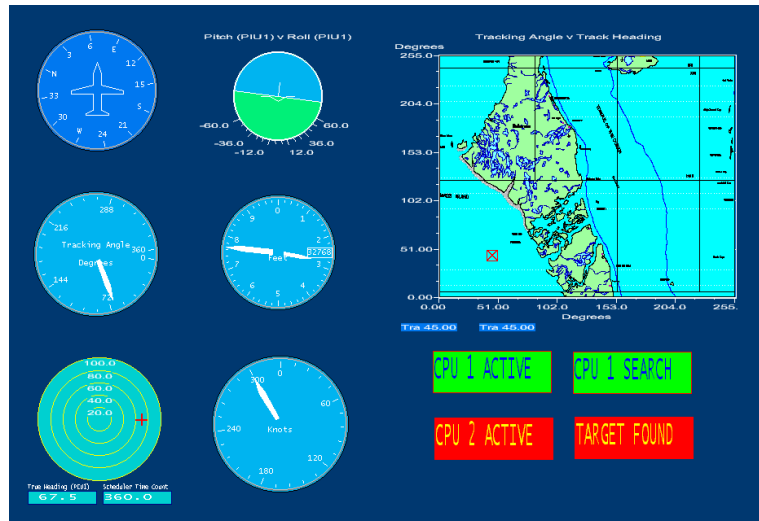 Pitch (PIU1) v Roll (PIU1)
Tracking Angle v Track Heading
Degrees
3
6
E
12
15
S
21
24
W
30
33
N
-60.0
60.0
-36.0
36.0
-12.0
12.0
255.0
204.0
153.0
102.0
51.00
0.00
0.00
51.00
102.0
153.0
204.0
255.
Degrees
288
216
Tracking Angle
360
0
Degrees
144
72
0
9
1
8
2
Feet
32768
7
3
6
4
5
Tra 45.00
Tra 45.00
100.0
80.0
60.0
40.0
20.0
300
0
60
240
Knots
180
120
CPU 1 ACTIVE
CPU 1 SEARCH
CPU 2 ACTIVE
TARGET FOUND
True Heading (PEUI)
Scheduler Time Count
67.5
360.0